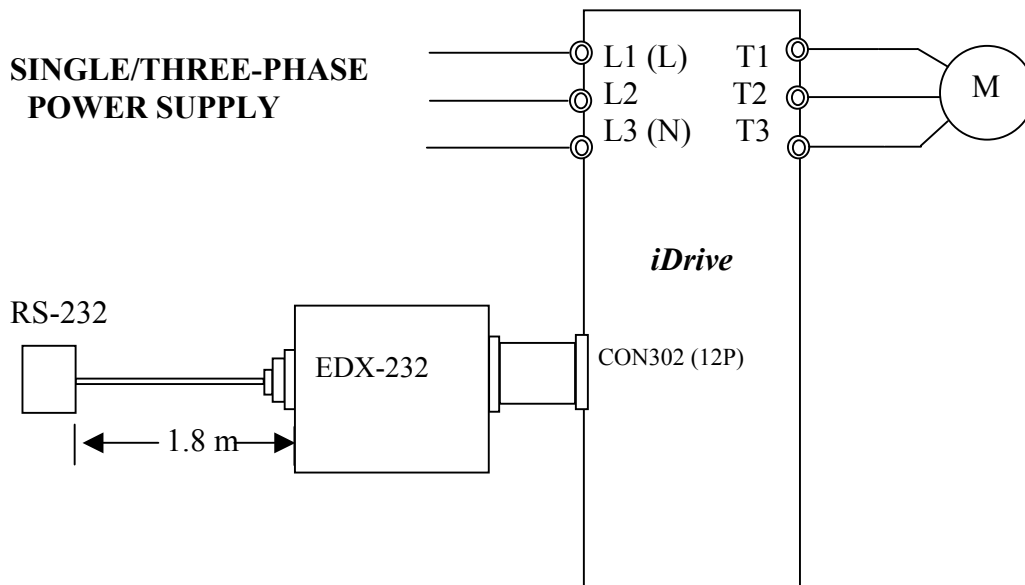 SINGLE/THREE-PHASE
POWER SUPPLY
L1 (L)
L2
L3 (N)
T1
T2
T3
M
iDrive
RS-232
EDX-232
CON302 (12P)
1.8 m